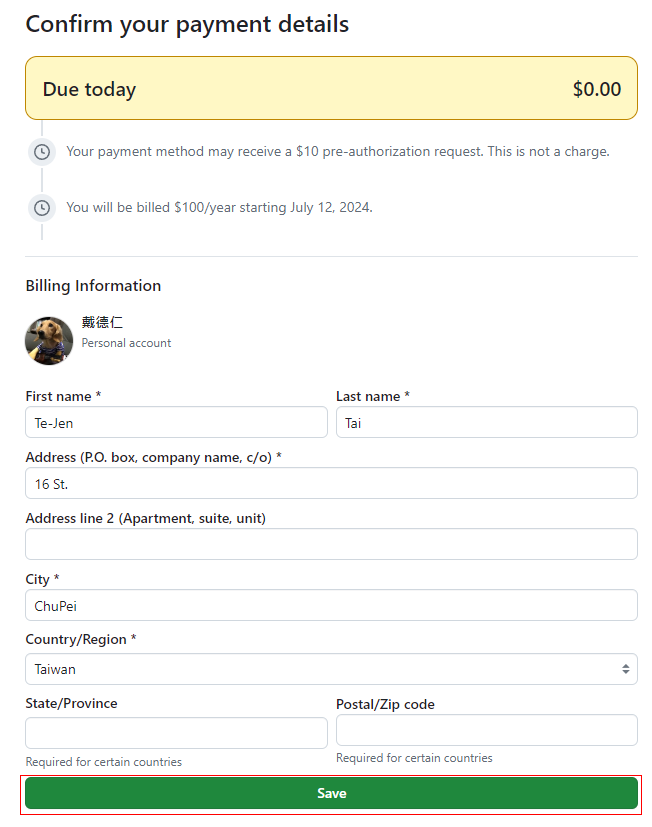 Confirm your payment details
Due today $0.00
Your payment method may receive a $10 pre-authorization request. This is not a charge.
You will be billed $100/year starting July 12, 2024.
Billing Information
戴德仁
Personal account
First name * Last name *
Te-Jen Tai
Address (P.O. box, company name, c/o) *
16 St.
Address line 2 (Apartment, suite, unit)
City *
ChuPei
Country/Region *
Taiwan
State/Province Postal/Zip code
Required for certain countries Required for certain countries
Save